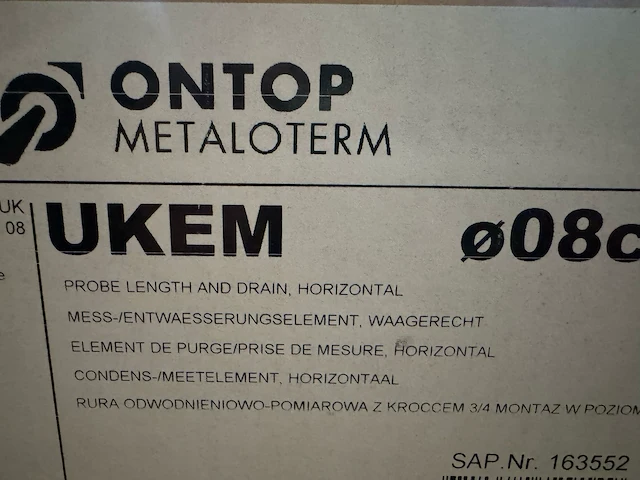 ONTOP
METALOTERM
UK
08
UKEM ø08c
PROBE LENGTH AND DRAIN, HORIZONTAL
MESS-/ENTWAESSERUNGSELEMENT, WAAGERECHT
ELEMENT DE PURGE/PRISE DE MESURE, HORIZONTAL
CONDENS-/MEETELEMENT, HORIZONTAAL
RURA ODWODNIENIOWO-POMIAROWA Z KROCCEM 3/4 MONTAZ W POZIOM
SAP.Nr. 163552